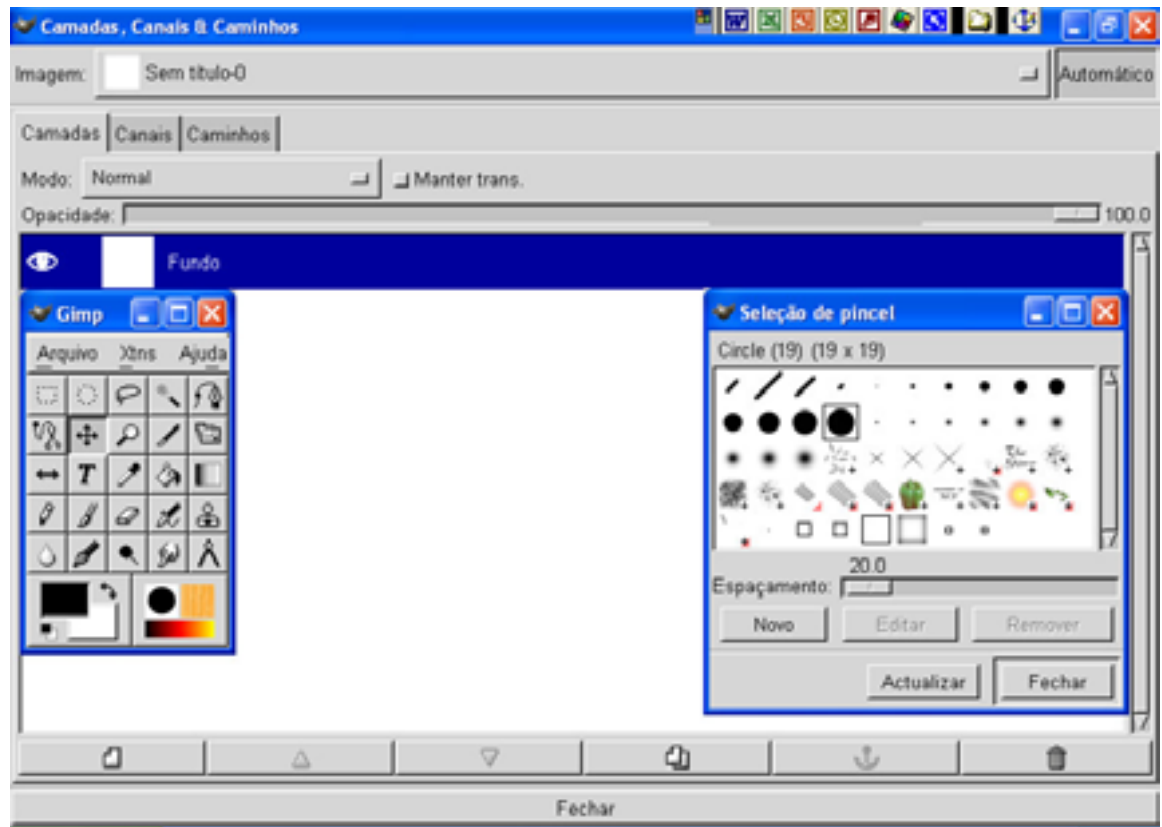 Camadas, Canais & Caminhos
Imagem: Sem título-0 Automático
Camadas Canais Caminhos
Modo: Normal Manter trans.
Opacidade: 100.0
Fundo
Gimp
Arquivo Xtns Ajuda
Seleção de pincel
Circle (19) (19 x 19)
20.0
Espaçamento:
Novo Editar Remover
Actualizar Fechar
Fechar